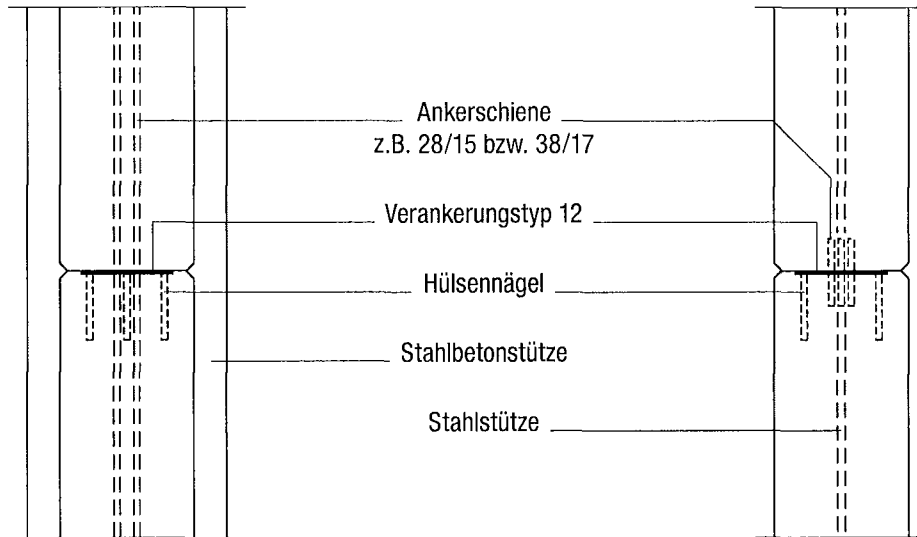 Ankerschiene
z.B. 28/15 bzw. 38/17
Verankerungstyp 12
Hülsennägel
Stahlbetonstütze
Stahlstütze